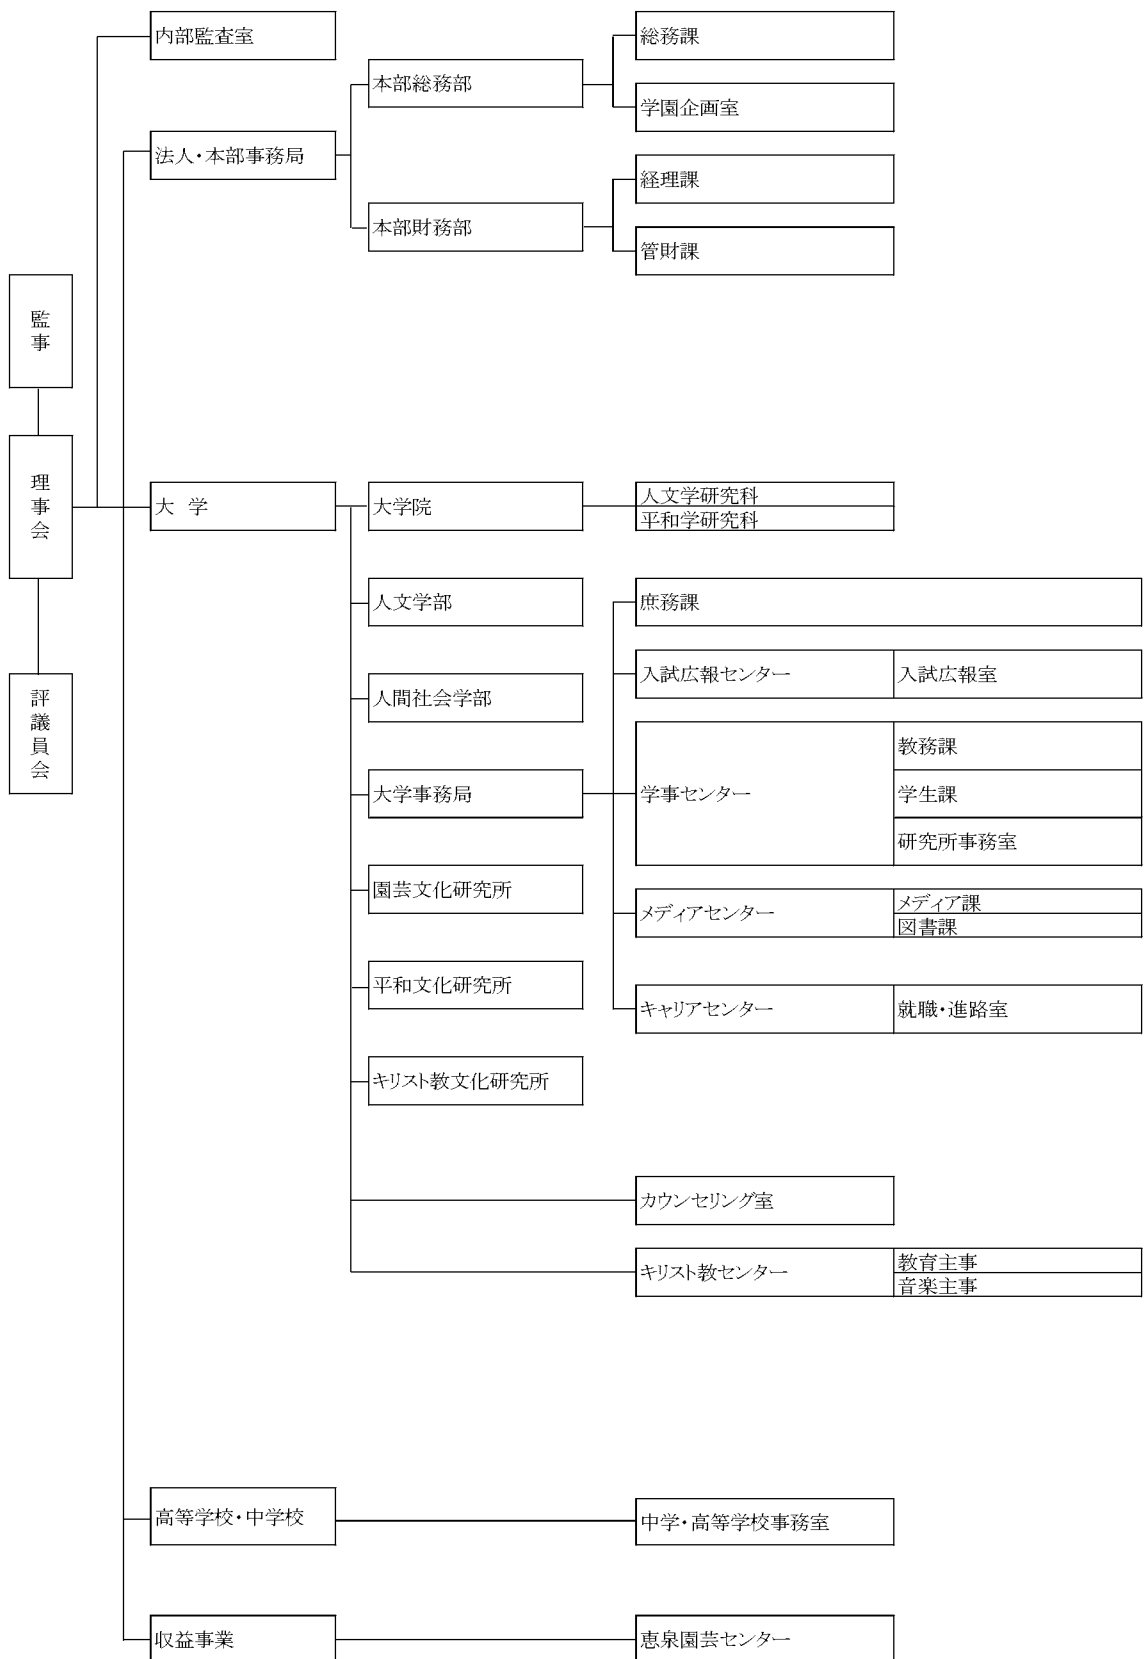 内部監査室
総務課
本部総務部
学園企画室
法人・本部事務局
経理課
本部財務部
管財課
監事
理事会
評議員会
大 学
大学院
人文学研究科
平和学研究科
人文学部
庶務課
入試広報センター 入試広報室
人間社会学部
教務課
大学事務局
学事センター 学生課
研究所事務室
園芸文化研究所
メディアセンター
メディア課
図書課
平和文化研究所
キャリアセンター 就職・進路室
キリスト教文化研究所
カウンセリング室
キリスト教センター
教育主事
音楽主事
高等学校・中学校
中学・高等学校事務室
収益事業
恵泉園芸センター